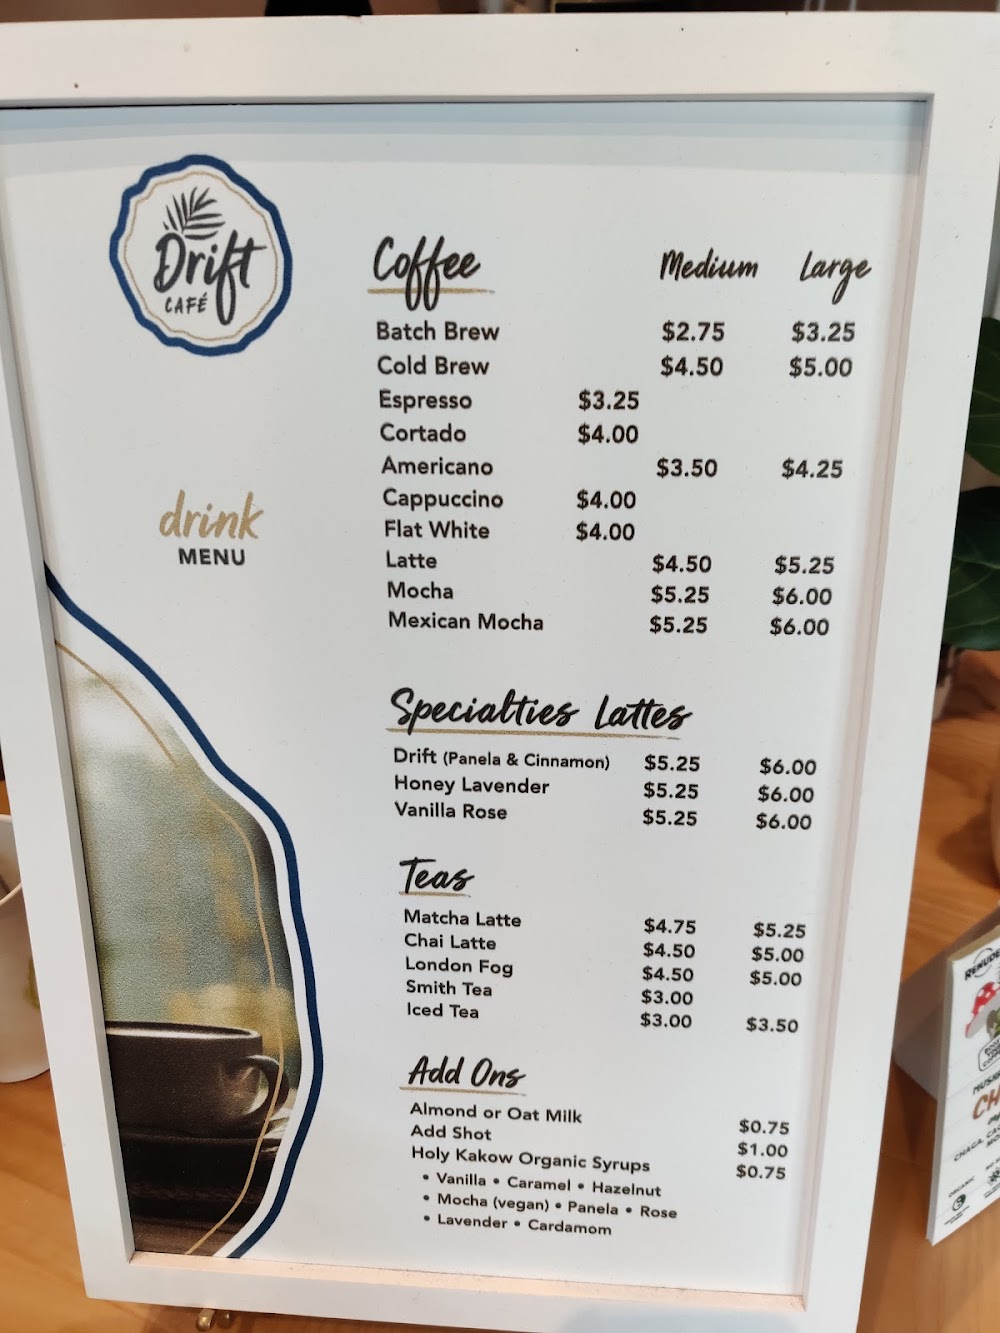 Drift
CAFÉ
drink
MENU
Coffee Medium Large
Batch Brew $2.75 $3.25
Cold Brew $4.50 $5.00
Espresso $3.25
Cortado $4.00
Americano $3.50 $4.25
Cappuccino $4.00
Flat White $4.00
Latte $4.50 $5.25
Mocha $5.25 $6.00
Mexican Mocha $5.25 $6.00
Specialties Lattes
Drift (Panela & Cinnamon) $5.25 $6.00
Honey Lavender $5.25 $6.00
Vanilla Rose $5.25 $6.00
Teas
Matcha Latte $4.75 $5.25
Chai Latte $4.50 $5.00
London Fog $4.50 $5.00
Smith Tea $3.00
Iced Tea $3.00 $3.50
Add Ons
Almond or Oat Milk $0.75
Add Shot $1.00
Holy Kakow Organic Syrups $0.75
• Vanilla • Caramel • Hazelnut
• Mocha (vegan) • Panela • Rose
• Lavender • Cardamom
CHAGA
ORGANIC